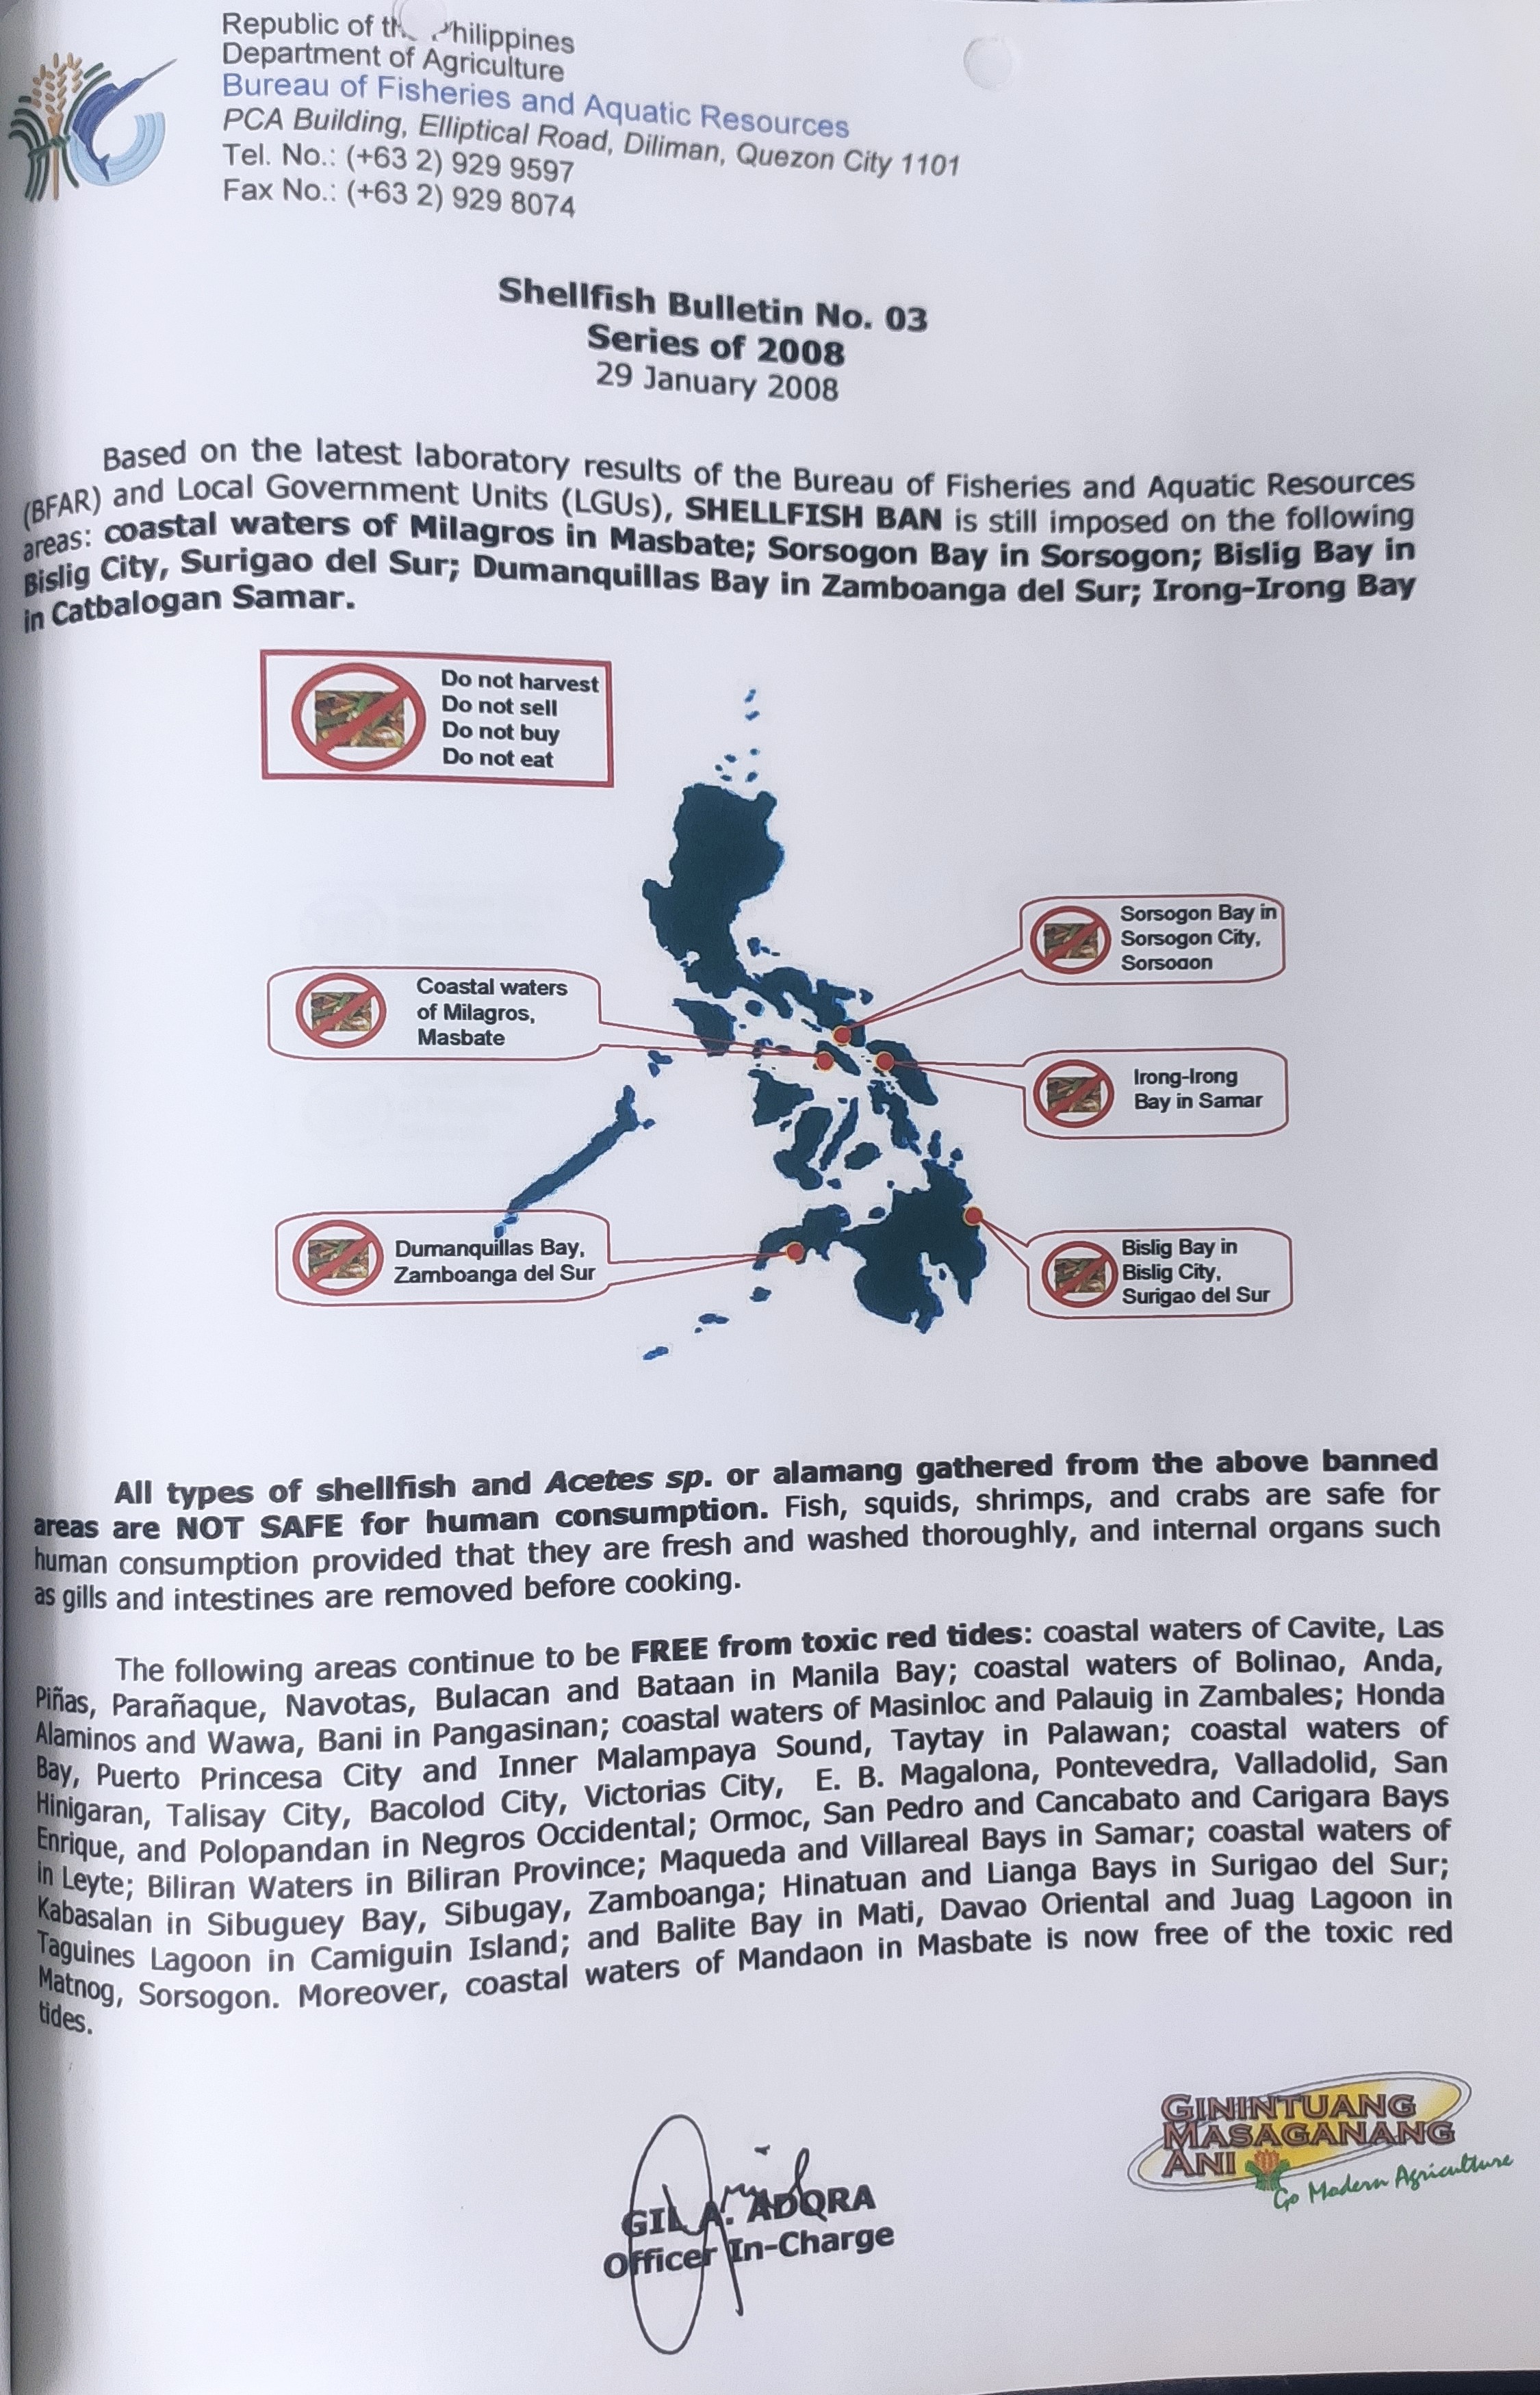 Republic of the Philippines
Department of Agriculture
Bureau of Fisheries and Aquatic Resources
PCA Building, Elliptical Road, Diliman, Quezon City 1101
Tel. No.: (+63 2) 929 9597
Fax No.: (+63 2) 929 8074
Shellfish Bulletin No. 03
Series of 2008
29 January 2008
Based on the latest laboratory results of the Bureau of Fisheries and Aquatic Resources
(BFAR) and Local Government Units (LGUs), SHELLFISH BAN is still imposed on the following
areas: coastal waters of Milagros in Masbate; Sorsogon Bay in Sorsogon; Bislig Bay in
Bislig City, Surigao del Sur; Dumanquillas Bay in Zamboanga del Sur; Irong-Irong Bay
in Catbalogan Samar.
Do not harvest
Do not sell
Do not buy
Do not eat
Sorsogon Bay in
Sorsogon City,
Sorsogon
Coastal waters
of Milagros,
Masbate
Irong-Irong
Bay in Samar
Dumanquillas Bay,
Zamboanga del Sur
Bislig Bay in
Bislig City,
Surigao del Sur
All types of shellfish and Acetes sp. or alamang gathered from the above banned
areas are NOT SAFE for human consumption. Fish, squids, shrimps, and crabs are safe for
human consumption provided that they are fresh and washed thoroughly, and internal organs such
as gills and intestines are removed before cooking.
The following areas continue to be FREE from toxic red tides: coastal waters of Cavite, Las
Piñas, Parañaque, Navotas, Bulacan and Bataan in Manila Bay; coastal waters of Bolinao, Anda,
Alaminos and Wawa, Bani in Pangasinan; coastal waters of Masinloc and Palauig in Zambales; Honda
Bay, Puerto Princesa City and Inner Malampaya Sound, Taytay in Palawan; coastal waters of
Hinigaran, Talisay City, Bacolod City, Victorias City, E. B. Magalona, Pontevedra, Valladolid, San
Enrique, and Polopandan in Negros Occidental; Ormoc, San Pedro and Cancabato and Carigara Bays
in Leyte; Biliran Waters in Biliran Province; Maqueda and Villareal Bays in Samar; coastal waters of
Kabasalan in Sibuguey Bay, Sibugay, Zamboanga; Hinatuan and Lianga Bays in Surigao del Sur;
Taguines Lagoon in Camiguin Island; and Balite Bay in Mati, Davao Oriental and Juag Lagoon in
Matnog, Sorsogon. Moreover, coastal waters of Mandaon in Masbate is now free of the toxic red
tides.
GININTUANG
MASAGANANG
ANI
Go Modern Agriculture
GIL A. ADORA
Officer In-Charge